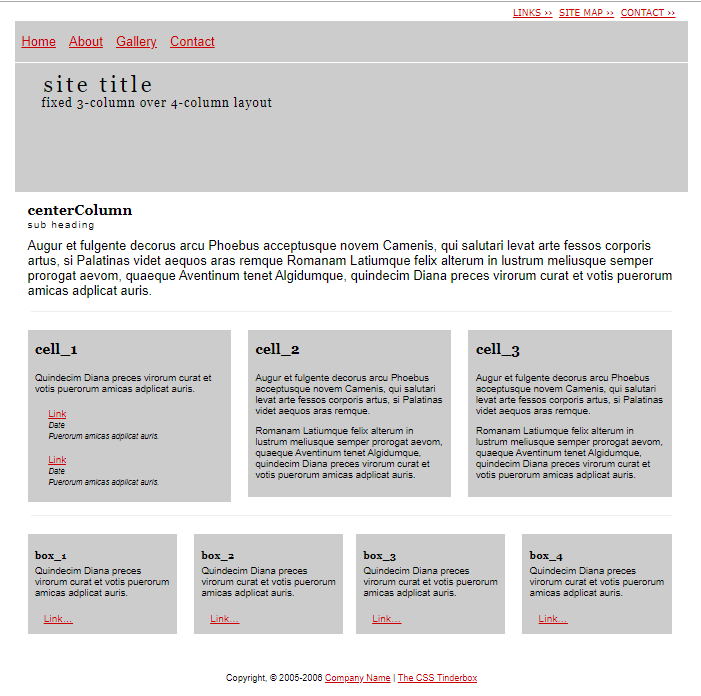 LINKS ›› SITE MAP ›› CONTACT ››
Home About Gallery Contact
site title
fixed 3-column over 4-column layout
centerColumn
sub heading
Augur et fulgente decorus arcu Phoebus acceptusque novem Camenis, qui salutari levat arte fessos corporis
artus, si Palatinas videt aequos aras remque Romanam Latiumque felix alterum in lustrum meliusque semper
prorogat aevom, quaeque Aventinum tenet Algidumque, quindecim Diana preces virorum curat et votis puerorum
amicas adplicat auris.
cell_1
Quindecim Diana preces virorum curat et
votis puerorum amicas adplicat auris.
Link
Date
Puerorum amicas adplicat auris.
Link
Date
Puerorum amicas adplicat auris.
cell_2
Augur et fulgente decorus arcu Phoebus
acceptusque novem Camenis, qui salutari
levat arte fessos corporis artus, si Palatinas
videt aequos aras remque.
Romanam Latiumque felix alterum in
lustrum meliusque semper prorogat aevom,
quaeque Aventinum tenet Algidumque,
quindecim Diana preces virorum curat et
votis.
cell_3
Augur et fulgente decorus arcu Phoebus
acceptusque novem Camenis, qui salutari
levat arte fessos corporis artus, si Palatinas
videt aequos aras remque.
Romanam Latiumque felix alterum in
lustrum meliusque semper prorogat aevom,
quaeque Aventinum tenet Algidumque,
quindecim Diana preces virorum curat et
votis.
box_1
Quindecim Diana preces
virorum curat et votis puerorum
amicas adplicat auris.
Link...
box_2
Quindecim Diana preces
virorum curat et votis puerorum
amicas adplicat auris.
Link...
box_3
Quindecim Diana preces
virorum curat et votis puerorum
amicas adplicat auris.
Link...
box_4
Quindecim Diana preces
virorum curat et votis puerorum
amicas adplicat auris.
Link...
Copyright, © 2005-2006 Company Name | The CSS Tinderbox